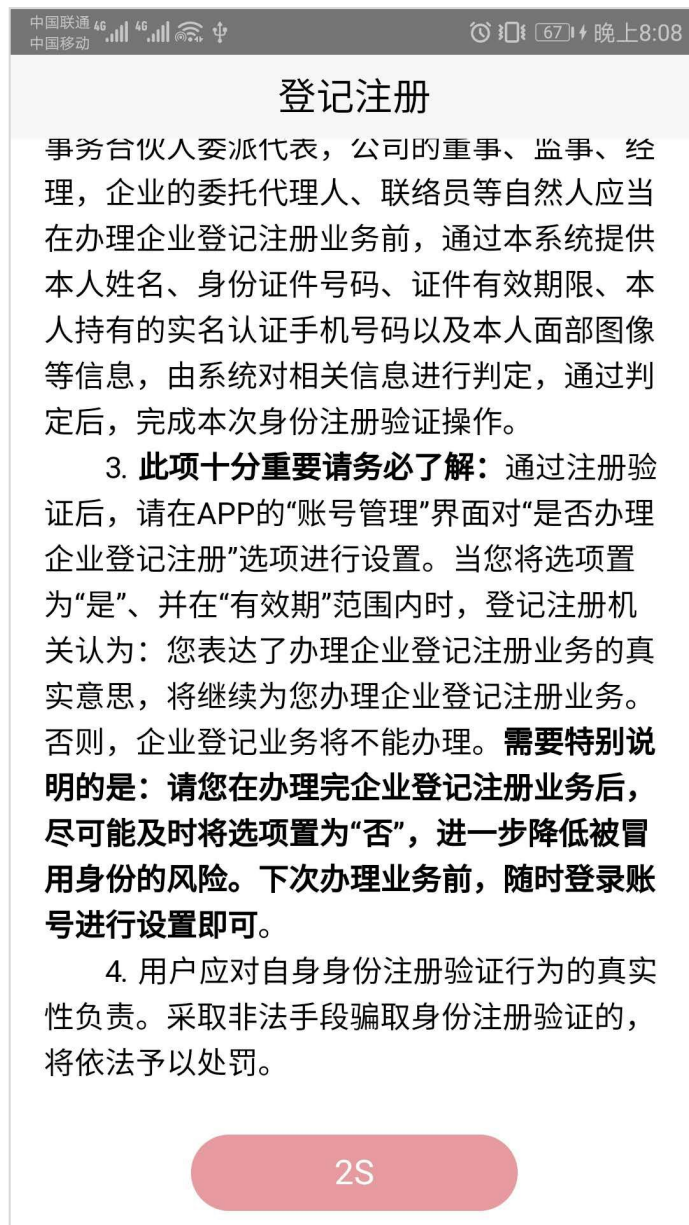 中国联通 4G 4G
中国移动
67 晚上8:08
登记注册
事务合伙人委派代表，公司的董事、监事、经
理，企业的委托代理人、联络员等自然人应当
在办理企业登记注册业务前，通过本系统提供
本人姓名、身份证件号码、证件有效期限、本
人持有的实名认证手机号码以及本人面部图像
等信息，由系统对相关信息进行判定，通过判
定后，完成本次身份注册验证操作。
3. 此项十分重要请务必了解：通过注册验
证后，请在APP的“账号管理”界面对“是否办理
企业登记注册”选项进行设置。当您将选项置
为“是”、并在“有效期”范围内时，登记注册机
关认为：您表达了办理企业登记注册业务的真
实意思，将继续为您办理企业登记注册业务。
否则，企业登记业务将不能办理。需要特别说
明的是：请您在办理完企业登记注册业务后，
尽可能及时将选项置为“否”，进一步降低被冒
用身份的风险。下次办理业务前，随时登录账
号进行设置即可。
4. 用户应对自身身份注册验证行为的真实
性负责。采取非法手段骗取身份注册验证的，
将依法予以处罚。
2S